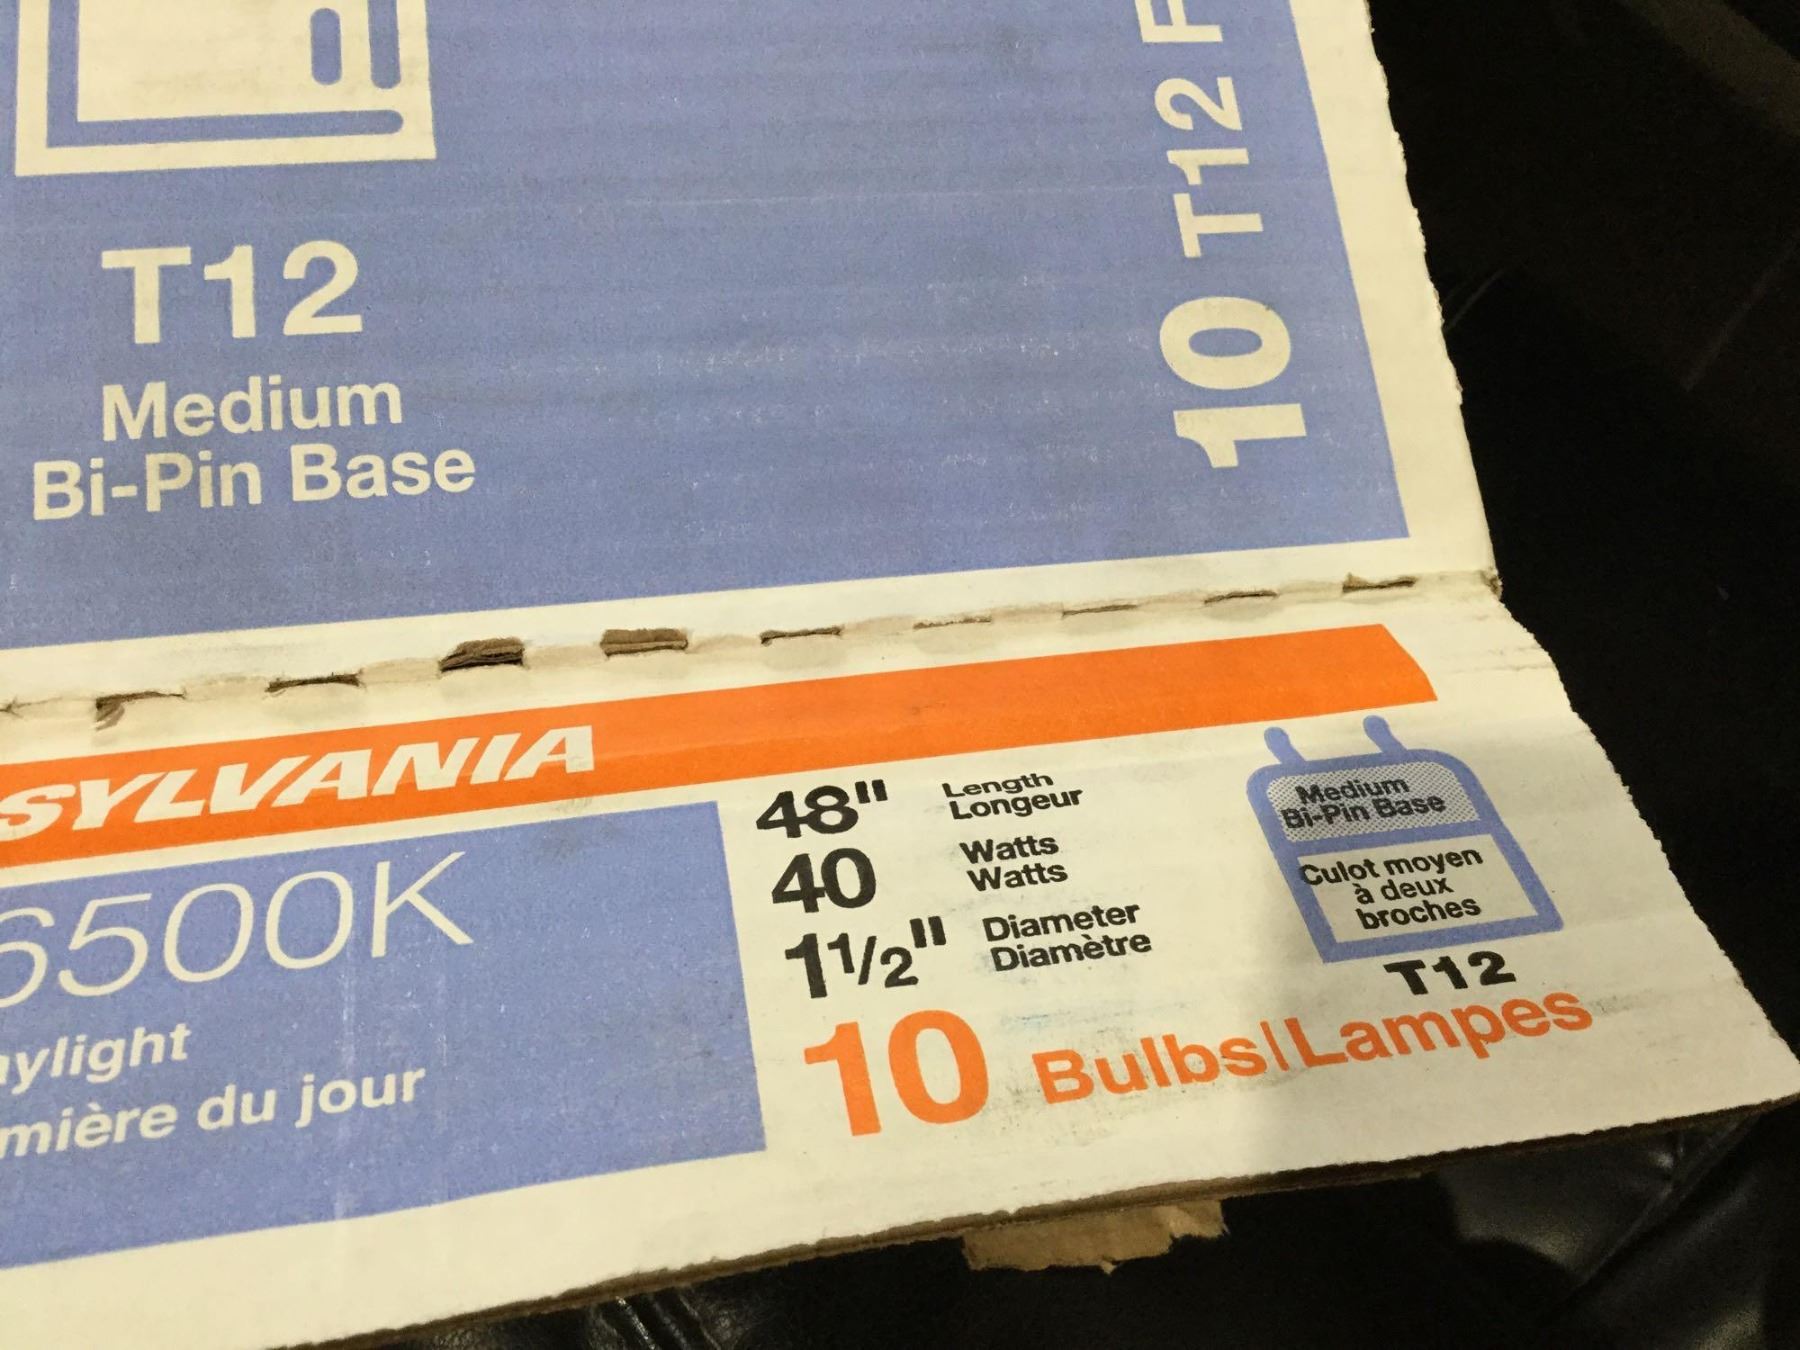 T12
Medium
Bi-Pin Base
10 T12 F
SYLVANIA
6500K
aylight
mière du jour
48" Length
Longeur
40 Watts
Watts
1 1/2" Diameter
Diamètre
10 Bulbs|Lampes
Medium
Bi-Pin Base
Culot moyen
à deux
broches
T12